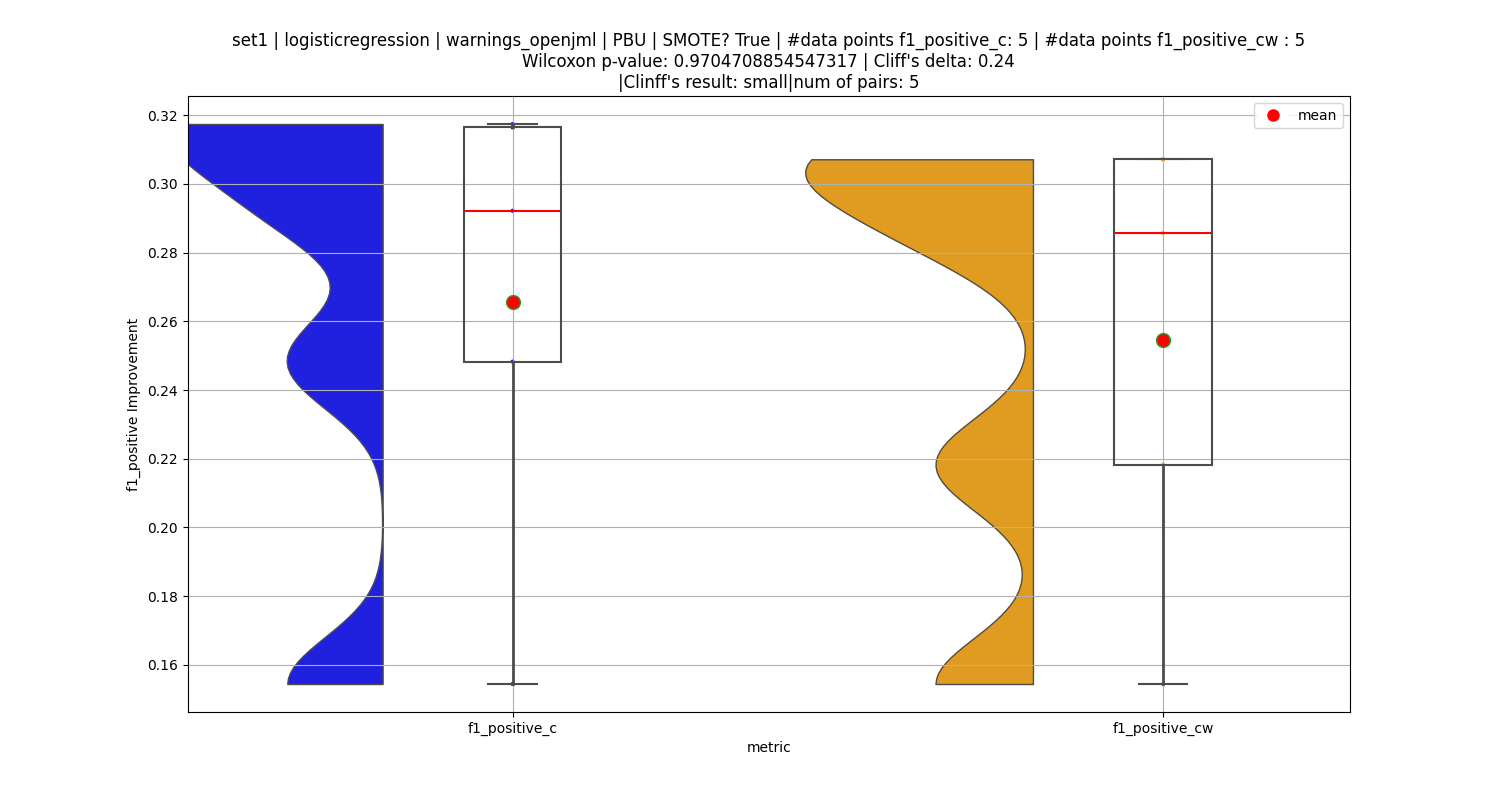 set1 | logisticregression | warnings_openjml | PBU | SMOTE? True | #data points f1_positive_c: 5 | #data points f1_positive_cw : 5
Wilcoxon p-value: 0.9704708854547317 | Cliff's delta: 0.24
|Clinff's result: small|num of pairs: 5
mean
0.32
0.30
0.28
0.26
0.24
0.22
0.20
0.18
0.16
f1_positive Improvement
f1_positive_c
f1_positive_cw
metric